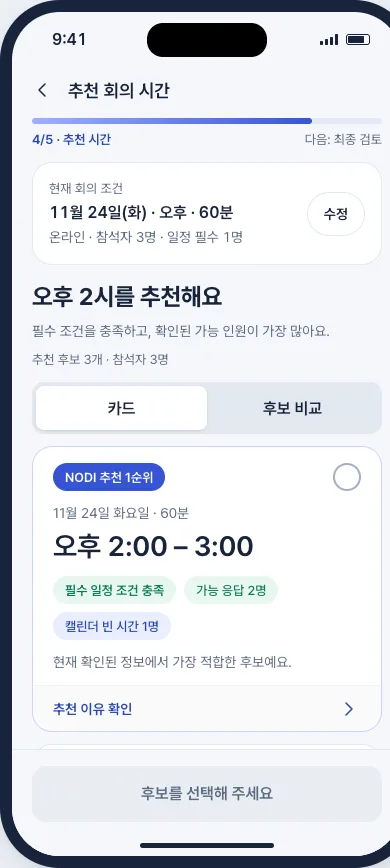 9:41
추천 회의 시간
4/5 · 추천 시간
다음: 최종 검토
현재 회의 조건
11월 24일(화) · 오후 · 60분
온라인 · 참석자 3명 · 일정 필수 1명
수정
오후 2시를 추천해요
필수 조건을 충족하고, 확인된 가능 인원이 가장 많아요.
추천 후보 3개 · 참석자 3명
카드
후보 비교
NODI 추천 1순위
11월 24일 화요일 · 60분
오후 2:00 – 3:00
필수 일정 조건 충족
가능 응답 2명
캘린더 빈 시간 1명
현재 확인된 정보에서 가장 적합한 후보예요.
추천 이유 확인
후보를 선택해 주세요